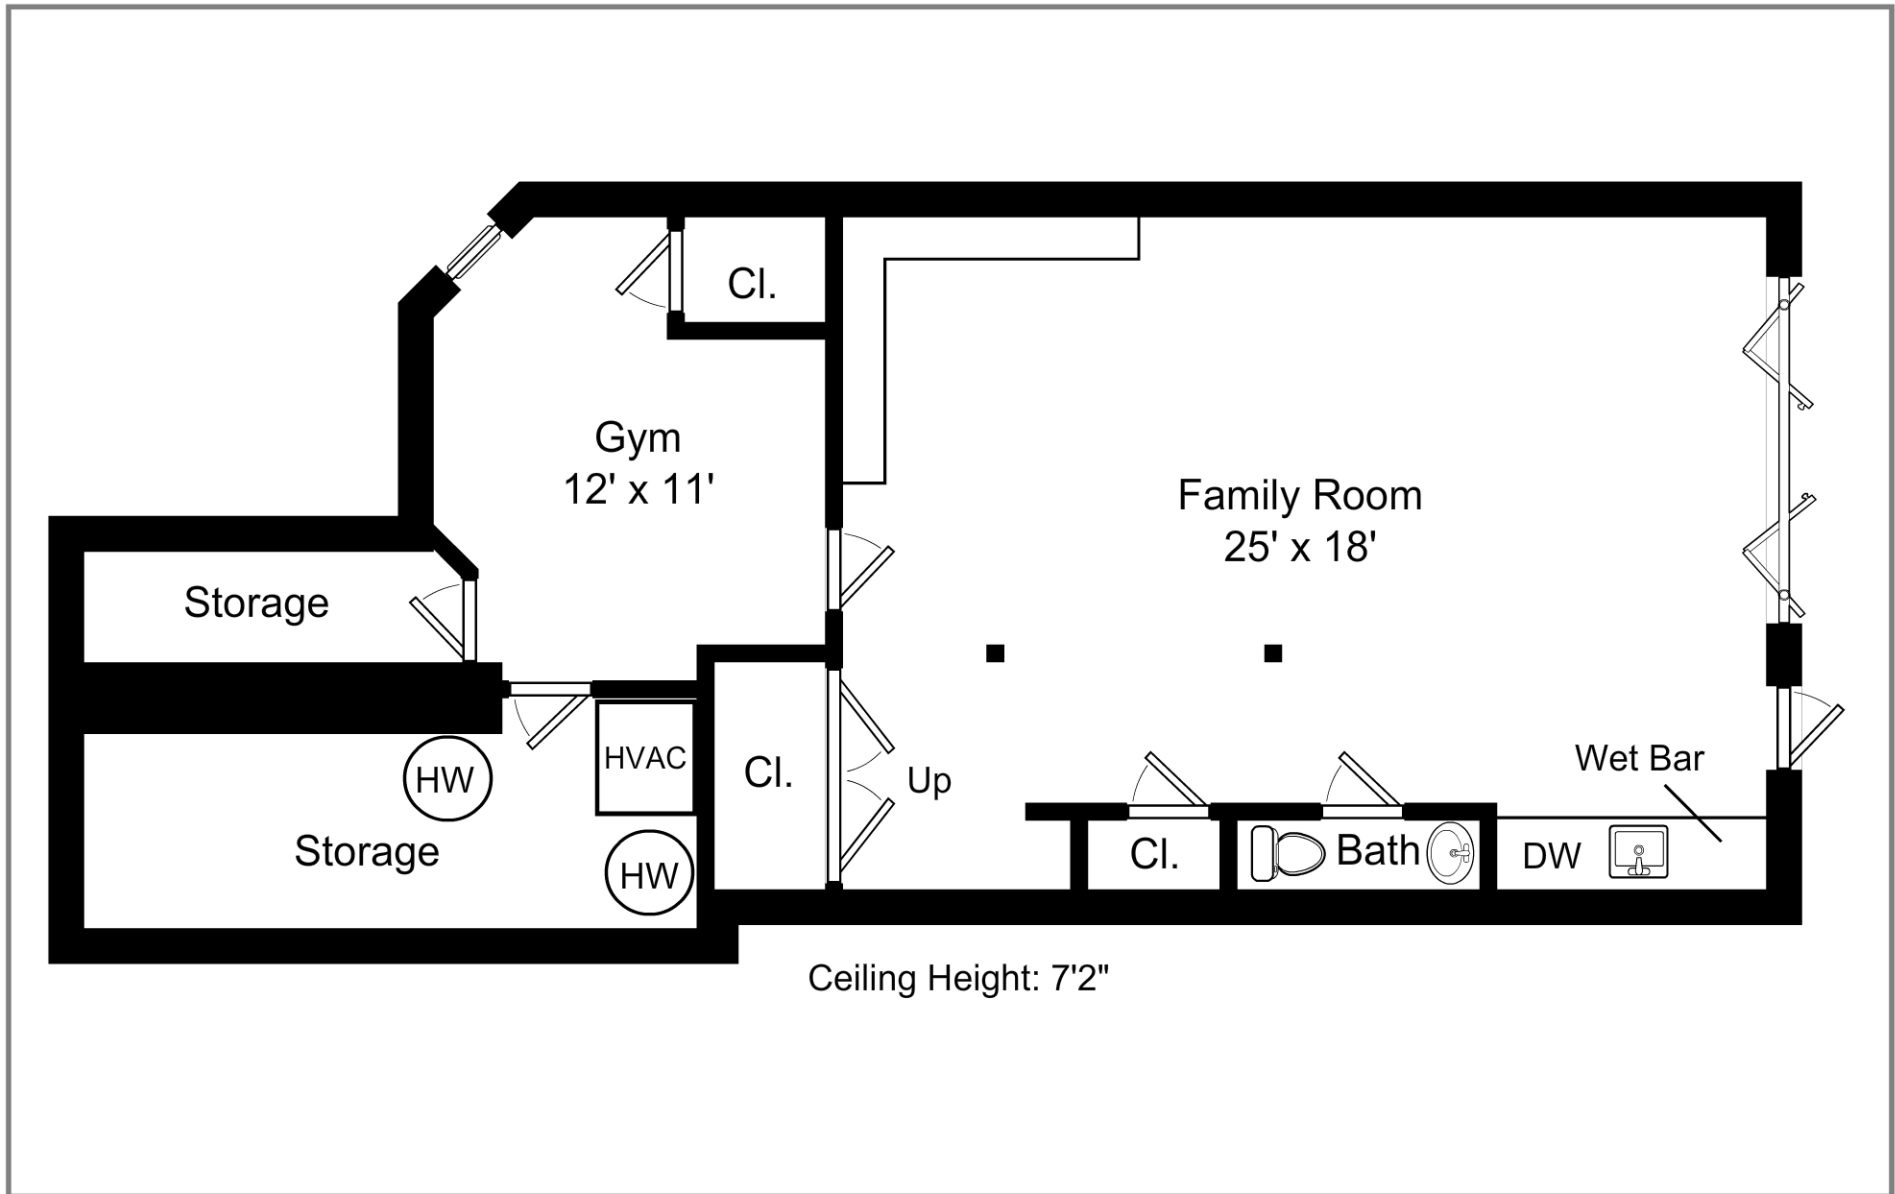 Cl.
Gym
12' x 11'
Family Room
25' x 18'
Storage
HW
HVAC
Cl.
Up
Wet Bar
Storage
HW
Cl.
Bath
DW
Ceiling Height: 7'2"